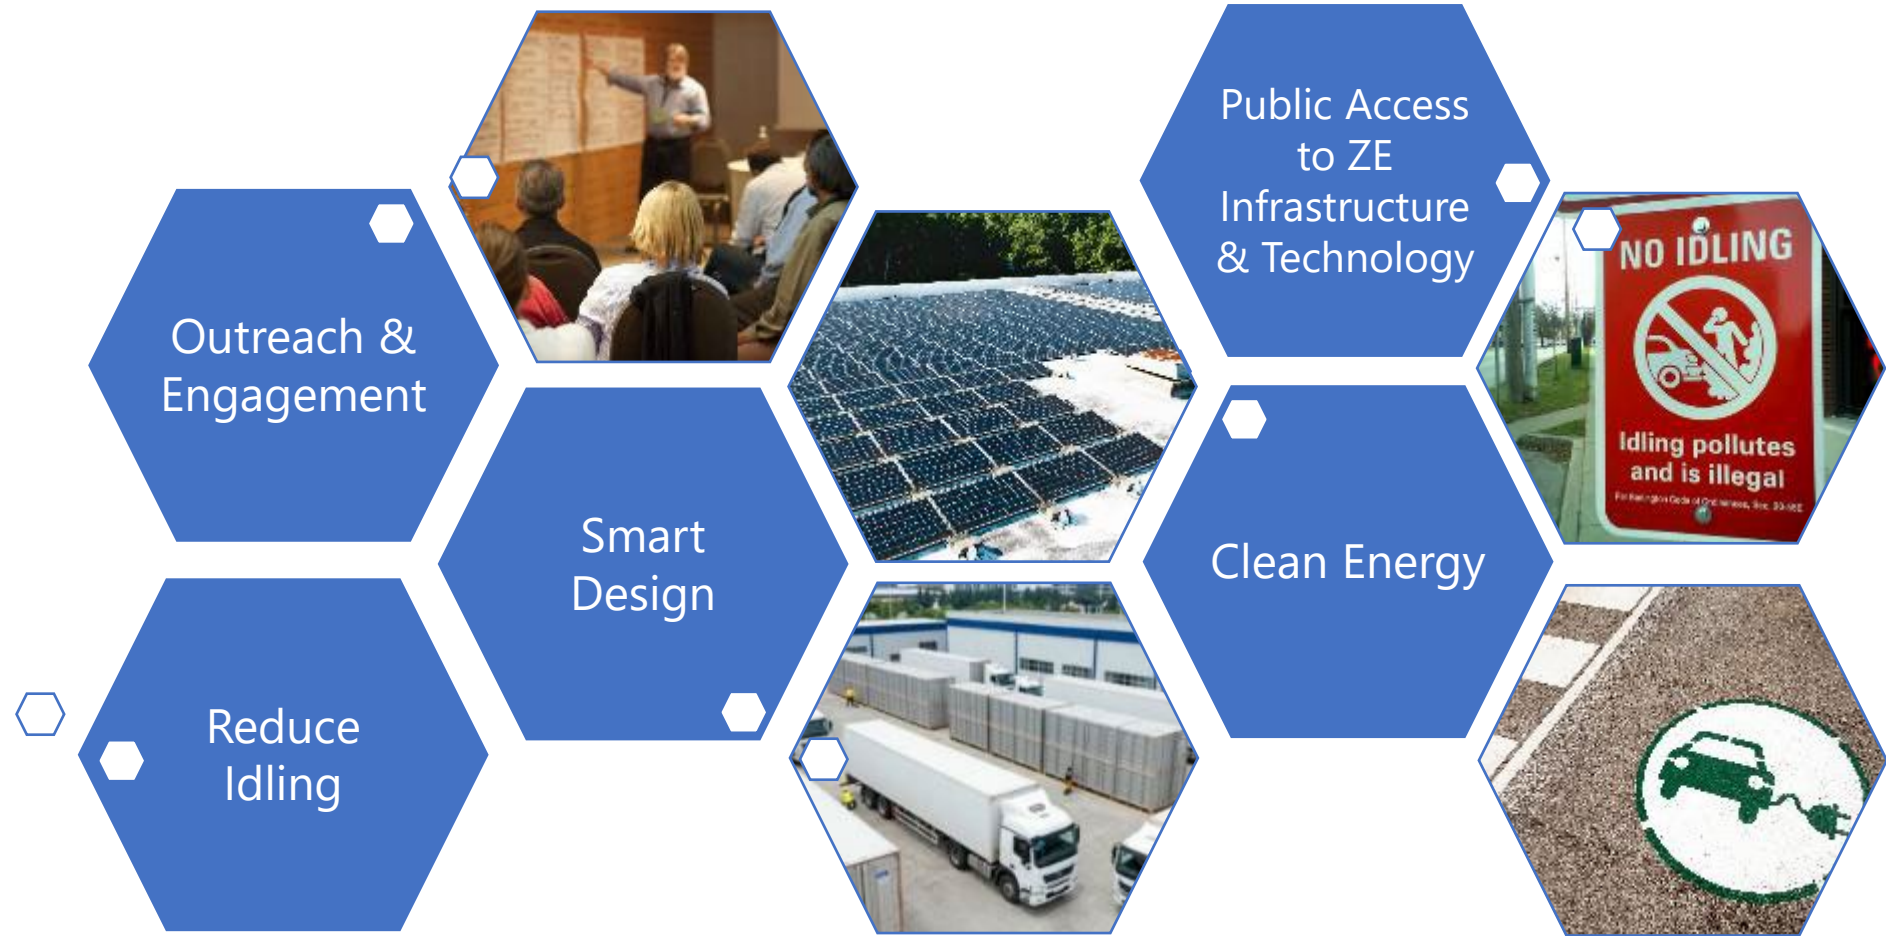 Outreach &
Engagement
Reduce
Idling
Smart
Design
Public Access
to ZE
Infrastructure
& Technology
Clean Energy
NO IDLING
Idling pollutes
and is illegal